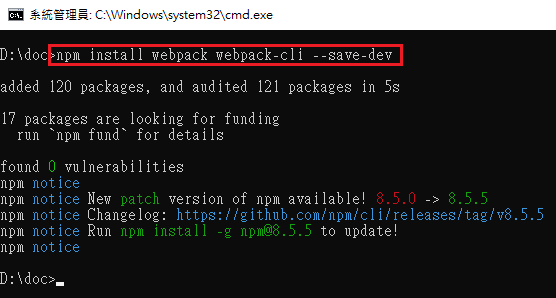 系統管理員: C:\Windows\system32\cmd.exe
D:\doc>npm install webpack webpack-cli --save-dev
added 120 packages, and audited 121 packages in 5s
17 packages are looking for funding
  run `npm fund` for details
found 0 vulnerabilities
npm notice
npm notice New patch version of npm available! 8.5.0 -> 8.5.5
npm notice Changelog: https://github.com/npm/cli/releases/tag/v8.5.5
npm notice Run npm install -g npm@8.5.5 to update!
npm notice
D:\doc>